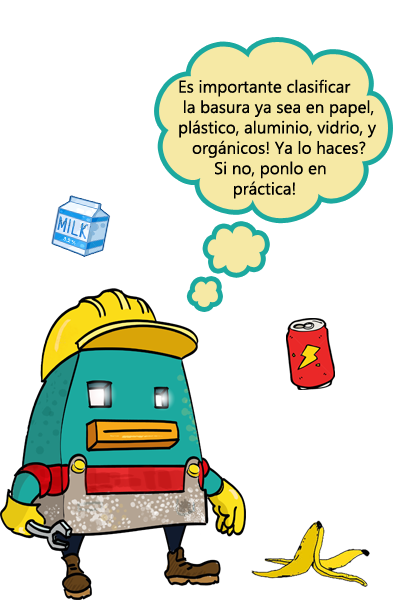 Es importante clasificar
la basura ya sea en papel,
plástico, aluminio, vidrio, y
orgánicos! Ya lo haces?
Si no, ponlo en
práctica!
MILK